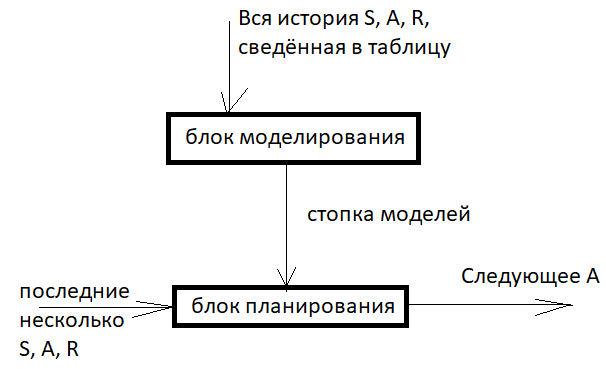 Вся история S, A, R,
сведённая в таблицу
блок моделирования
стопка моделей
Следующее А
последние
несколько
S, A, R
блок планирования